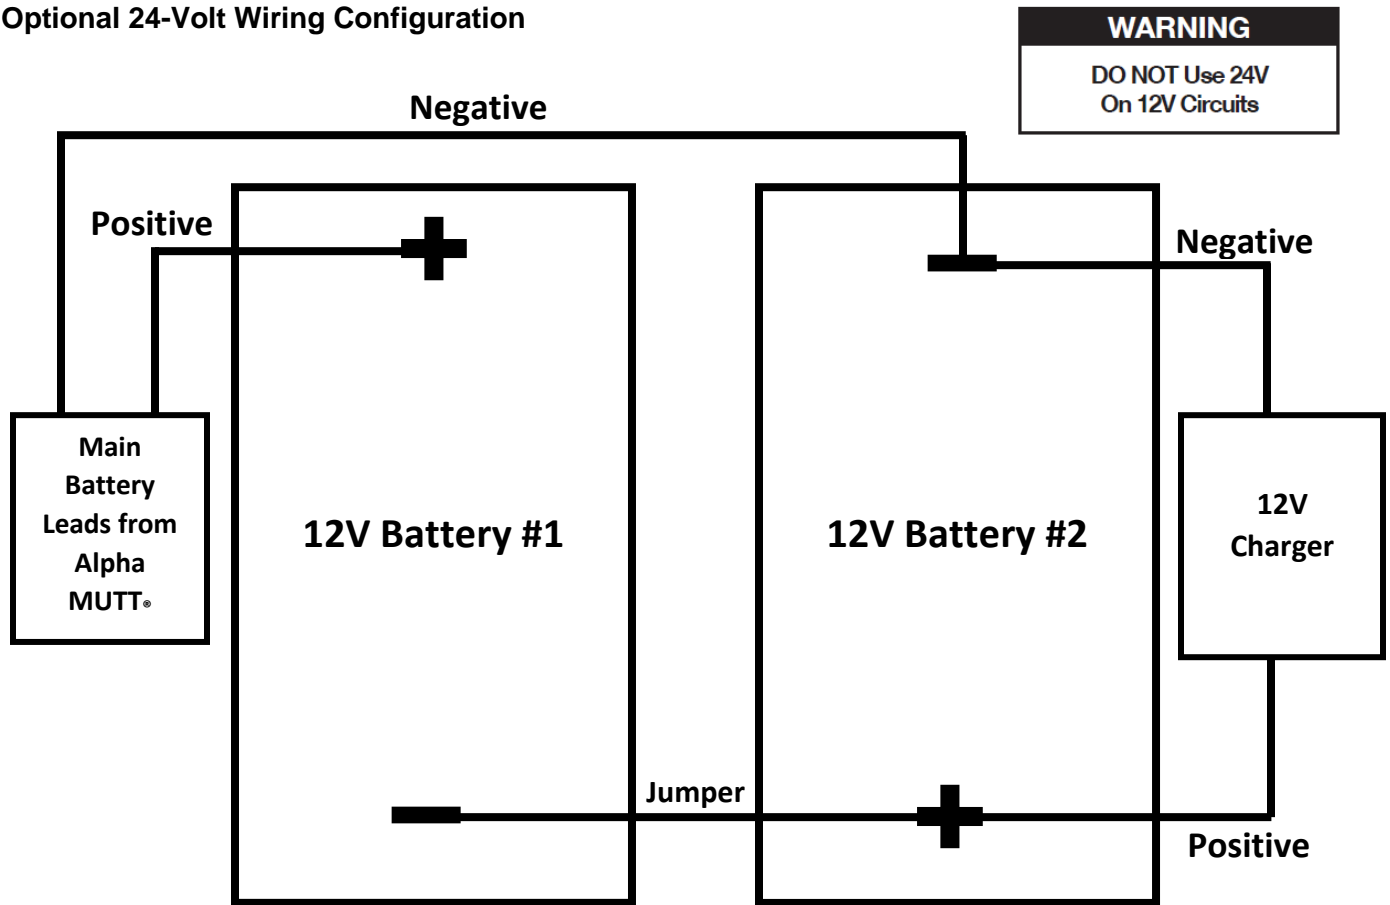 Optional 24-Volt Wiring Configuration
WARNING
DO NOT Use 24V
On 12V Circuits
Negative
Positive
Negative
Main
Battery
Leads from
Alpha
MUTT®
12V Battery #1
12V Battery #2
12V
Charger
Jumper
Positive